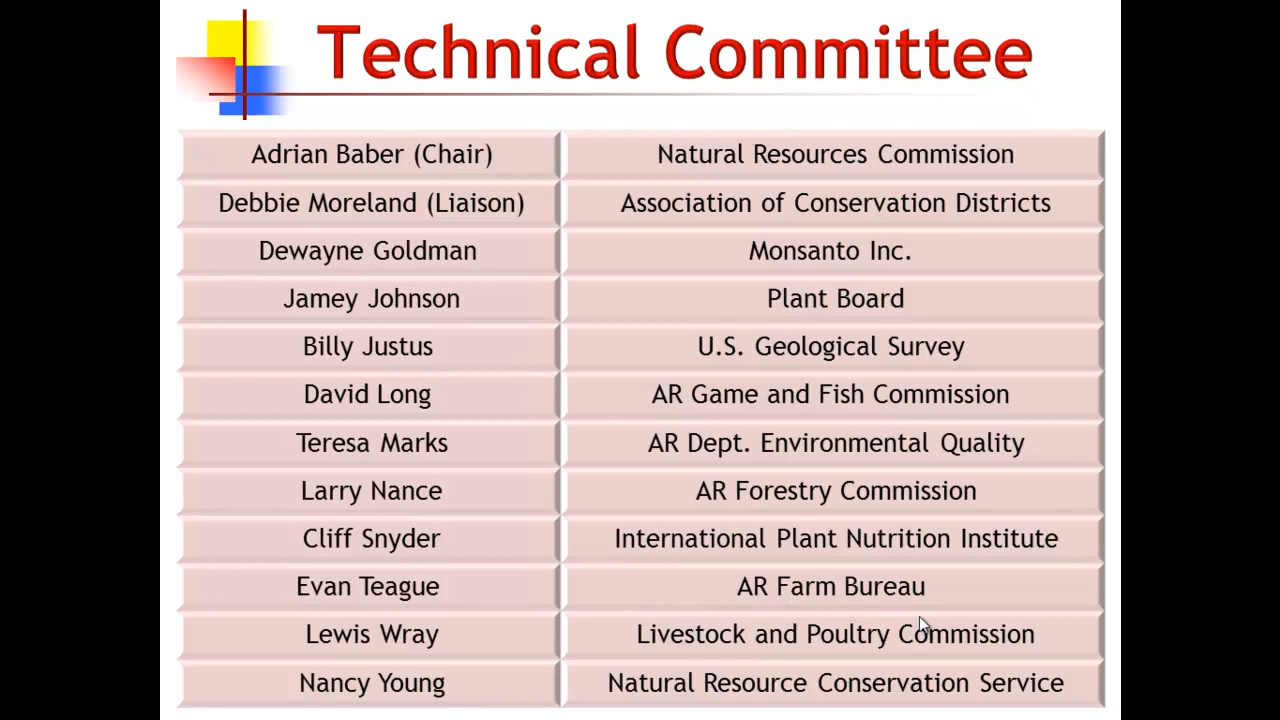 Technical Committee
Adrian Baber (Chair) Natural Resources Commission
Debbie Moreland (Liaison) Association of Conservation Districts
Dewayne Goldman Monsanto Inc.
Jamey Johnson Plant Board
Billy Justus U.S. Geological Survey
David Long AR Game and Fish Commission
Teresa Marks AR Dept. Environmental Quality
Larry Nance AR Forestry Commission
Cliff Snyder International Plant Nutrition Institute
Evan Teague AR Farm Bureau
Lewis Wray Livestock and Poultry Commission
Nancy Young Natural Resource Conservation Service